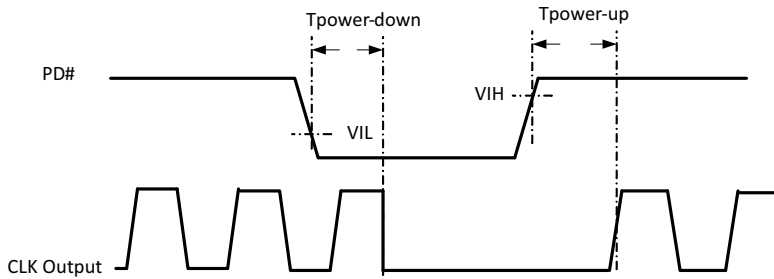 Tpower-down
Tpower-up
PD#
VIH
VIL
CLK Output